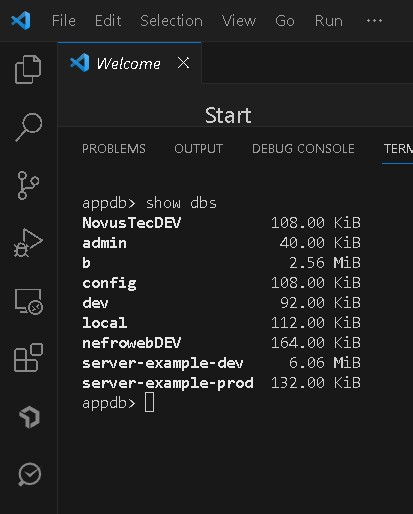 File Edit Selection View Go Run ···
Welcome
Start
PROBLEMS OUTPUT DEBUG CONSOLE TERM
appdb> show dbs
NovusTecDEV 108.00 KiB
admin 40.00 KiB
b 2.56 MiB
config 108.00 KiB
dev 92.00 KiB
local 112.00 KiB
nefrowebDEV 164.00 KiB
server-example-dev 6.06 MiB
server-example-prod 132.00 KiB
appdb>